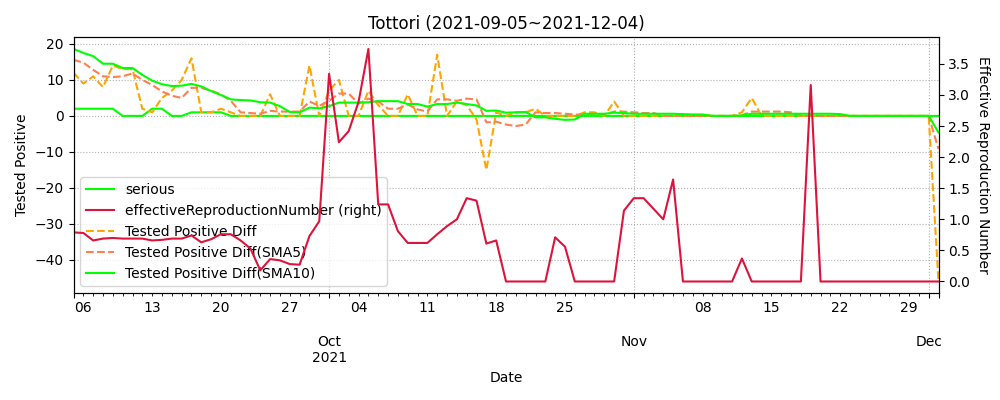 Tottori (2021-09-05~2021-12-04)
20
10
0
−10
−20
−30
−40
Tested Positive
3.5
3.0
2.5
2.0
1.5
1.0
0.5
0.0
Effective Reproduction Number
serious
effectiveReproductionNumber (right)
Tested Positive Diff
Tested Positive Diff(SMA5)
Tested Positive Diff(SMA10)
06 13 20 27 04 11 18 25 08 15 22 29
Oct Nov Dec
2021
Date